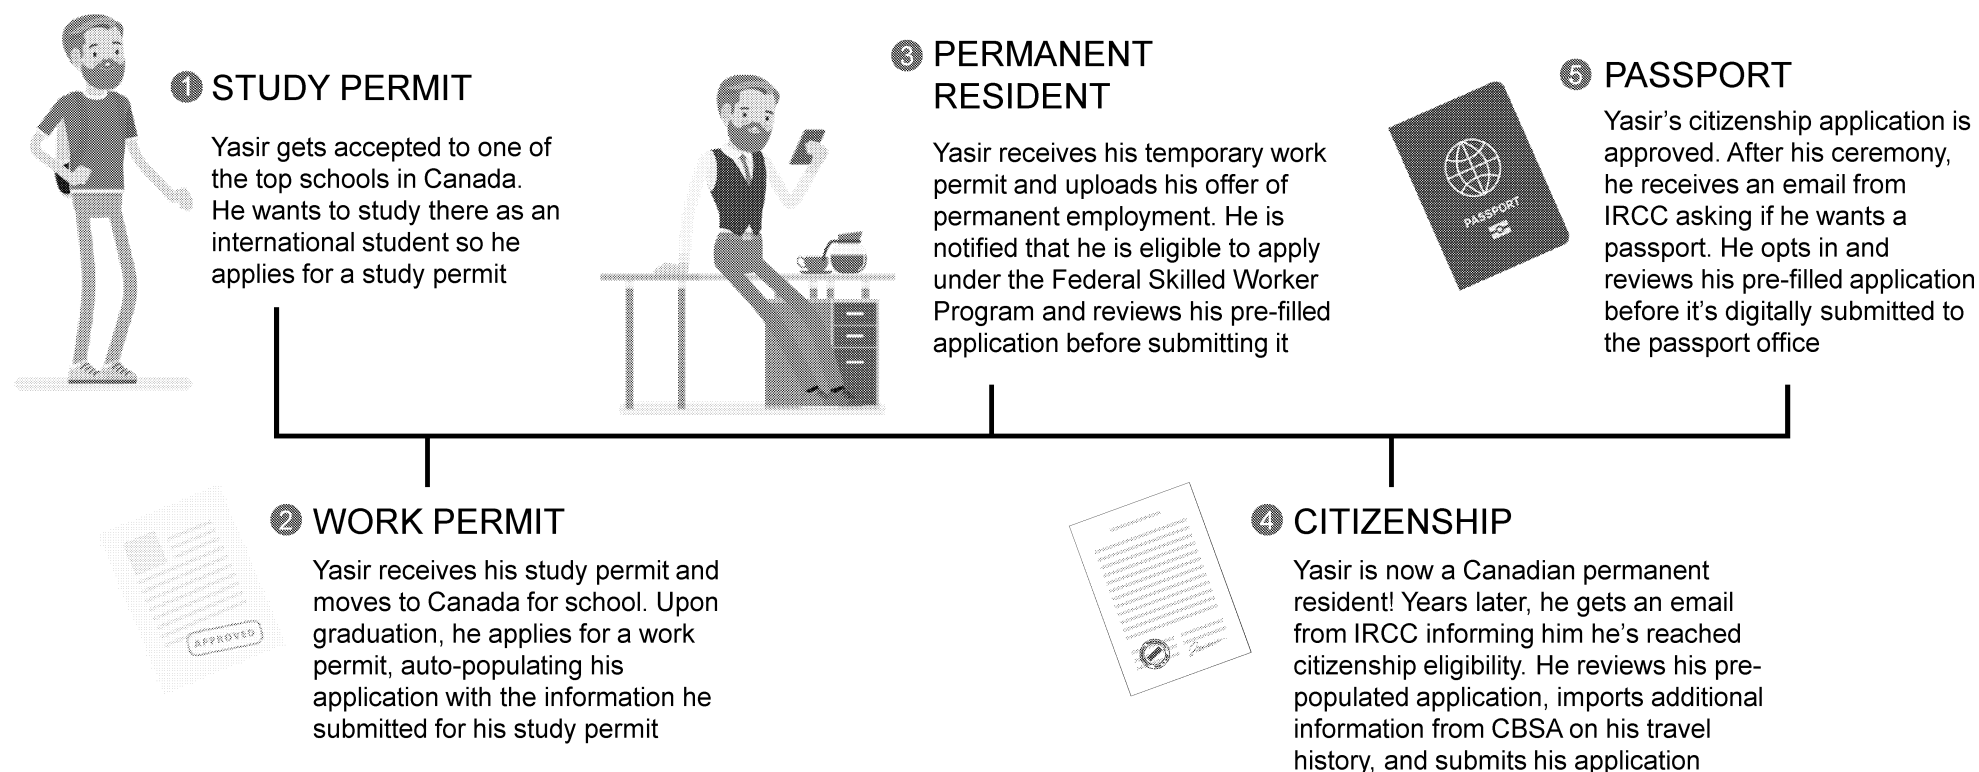 1 STUDY PERMIT
Yasir gets accepted to one of
the top schools in Canada.
He wants to study there as an
international student so he
applies for a study permit
2 WORK PERMIT
Yasir receives his study permit and
moves to Canada for school. Upon
graduation, he applies for a work
permit, auto-populating his
application with the information he
submitted for his study permit
APPROVED
3 PERMANENT
RESIDENT
Yasir receives his temporary work
permit and uploads his offer of
permanent employment. He is
notified that he is eligible to apply
under the Federal Skilled Worker
Program and reviews his pre-filled
application before submitting it
4 CITIZENSHIP
Yasir is now a Canadian permanent
resident! Years later, he gets an email
from IRCC informing him he’s reached
citizenship eligibility. He reviews his pre-
populated application, imports additional
information from CBSA on his travel
history, and submits his application
5 PASSPORT
Yasir’s citizenship application is
approved. After his ceremony,
he receives an email from
IRCC asking if he wants a
passport. He opts in and
reviews his pre-filled application
before it’s digitally submitted to
the passport office
PASSPORT